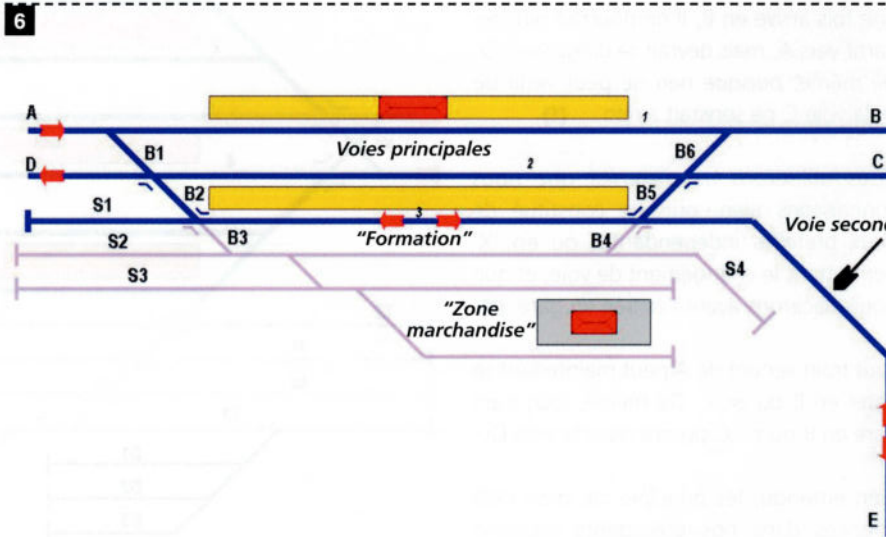 6
A
1
B
Voies principales
B1
B6
D
2
C
B2
B5
S1
3
"Formation"
Voie second
S2
B3
B4
S3
S4
"Zone
marchandise"
E